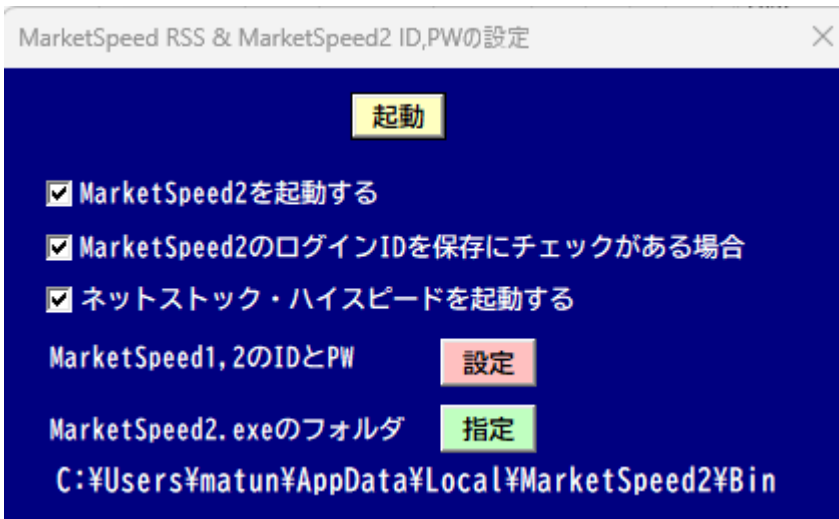 MarketSpeed RSS & MarketSpeed2 ID,PWの設定
起動
MarketSpeed2を起動する
MarketSpeed2のログインIDを保存にチェックがある場合
ネットストック・ハイスピードを起動する
MarketSpeed1,2のIDとPW 設定
MarketSpeed2.exeのフォルダ 指定
C:¥Users¥matun¥AppData¥Local¥MarketSpeed2¥Bin